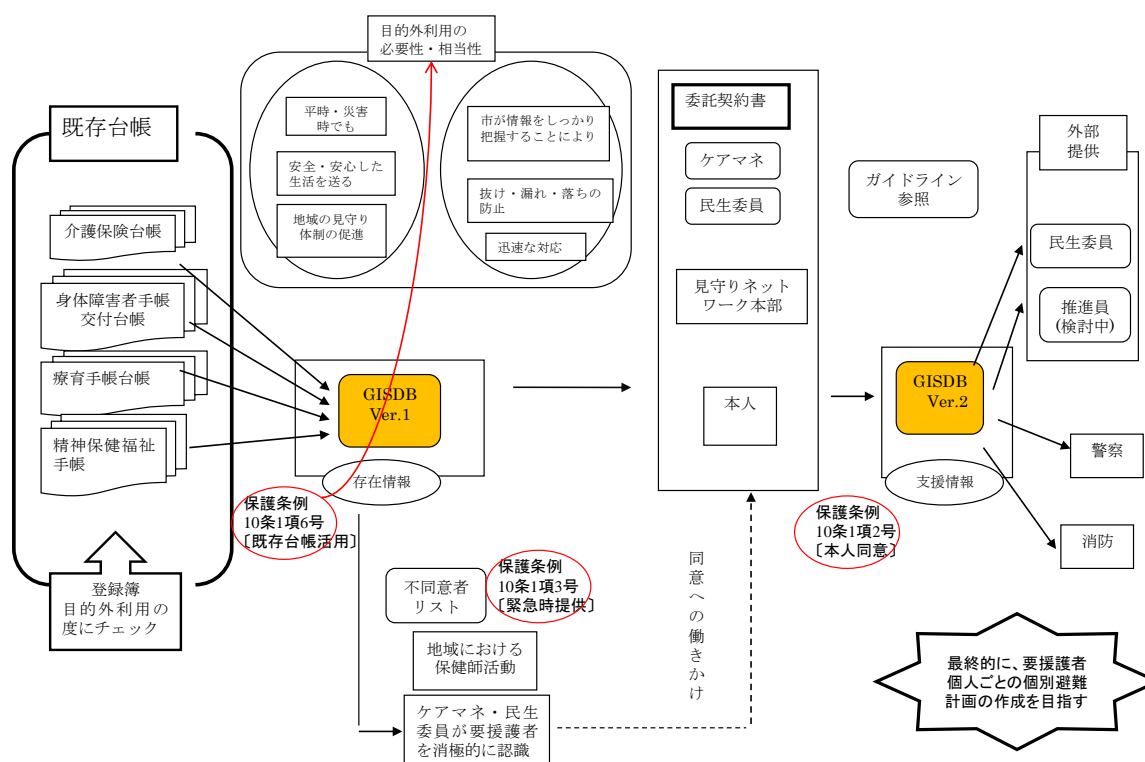 目的外利用の
必要性・相当性
平時・災害
時でも
安全・安心した
生活を送る
地域の見守り
体制の促進
市が情報をしっかり
把握することにより
抜け・漏れ・落ちの
防止
迅速な対応
既存台帳
介護保険台帳
身体障害者手帳
交付台帳
療育手帳台帳
精神保健福祉
手帳
登録簿
目的外利用の
度にチェック
GISDB
Ver.1
存在情報
保護条例
10条1項6号
〔既存台帳活用〕
不同意者
リスト
保護条例
10条1項3号
〔緊急時提供〕
地域における
保健師活動
ケアマネ・民生
委員が要援護者
を消極的に認識
同意への働きかけ
委託契約書
ケアマネ
民生委員
見守りネット
ワーク本部
本人
保護条例
10条1項2号
〔本人同意〕
ガイドライン
参照
GISDB
Ver.2
支援情報
外部
提供
民生委員
推進員
(検討中)
警察
消防
最終的に、要援護者
個人ごとの個別避難
計画の作成を目指す